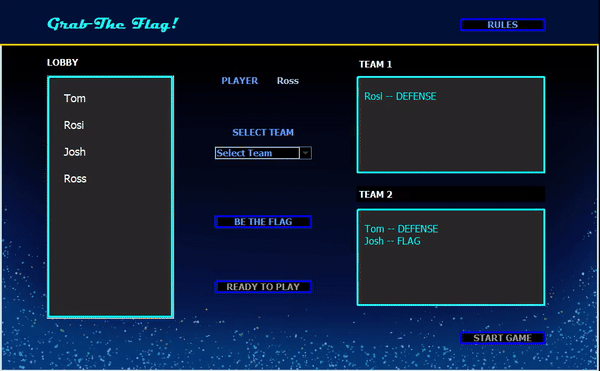 Grab-The Flag!
RULES
LOBBY
Tom
Rosi
Josh
Ross
PLAYER Ross
SELECT TEAM
Select Team
BE THE FLAG
READY TO PLAY
TEAM 1
Rosi -- DEFENSE
TEAM 2
Tom -- DEFENSE
Josh -- FLAG
START GAME